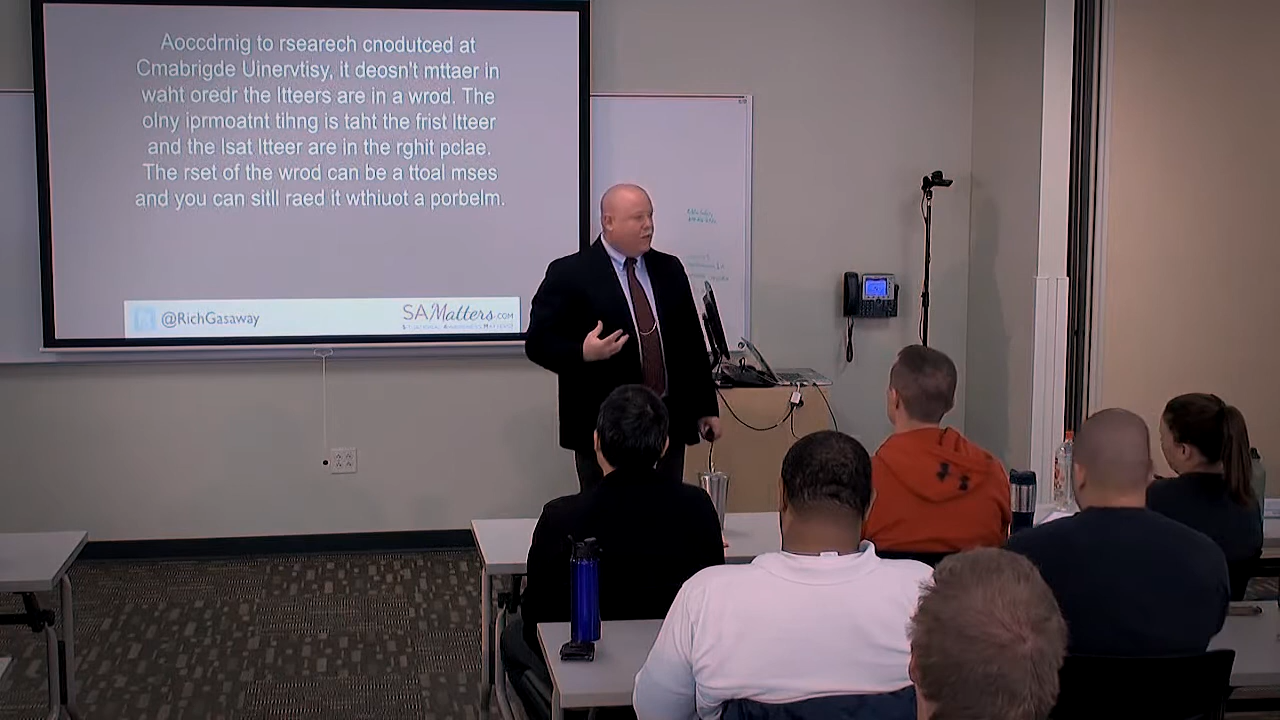 Aoccdrnig to rsearech cnodutced at
Cmabrigde Uinervtisy, it deosn't mttaer in
waht oredr the ltteers are in a wrod. The
olny iprmoatnt tihng is taht the frist ltteer
and the lsat ltteer are in the rghit pclae.
The rset of the wrod can be a ttoal mses
and you can sitll raed it wthiuot a porbelm.
@RichGasaway
SAMatters.COM